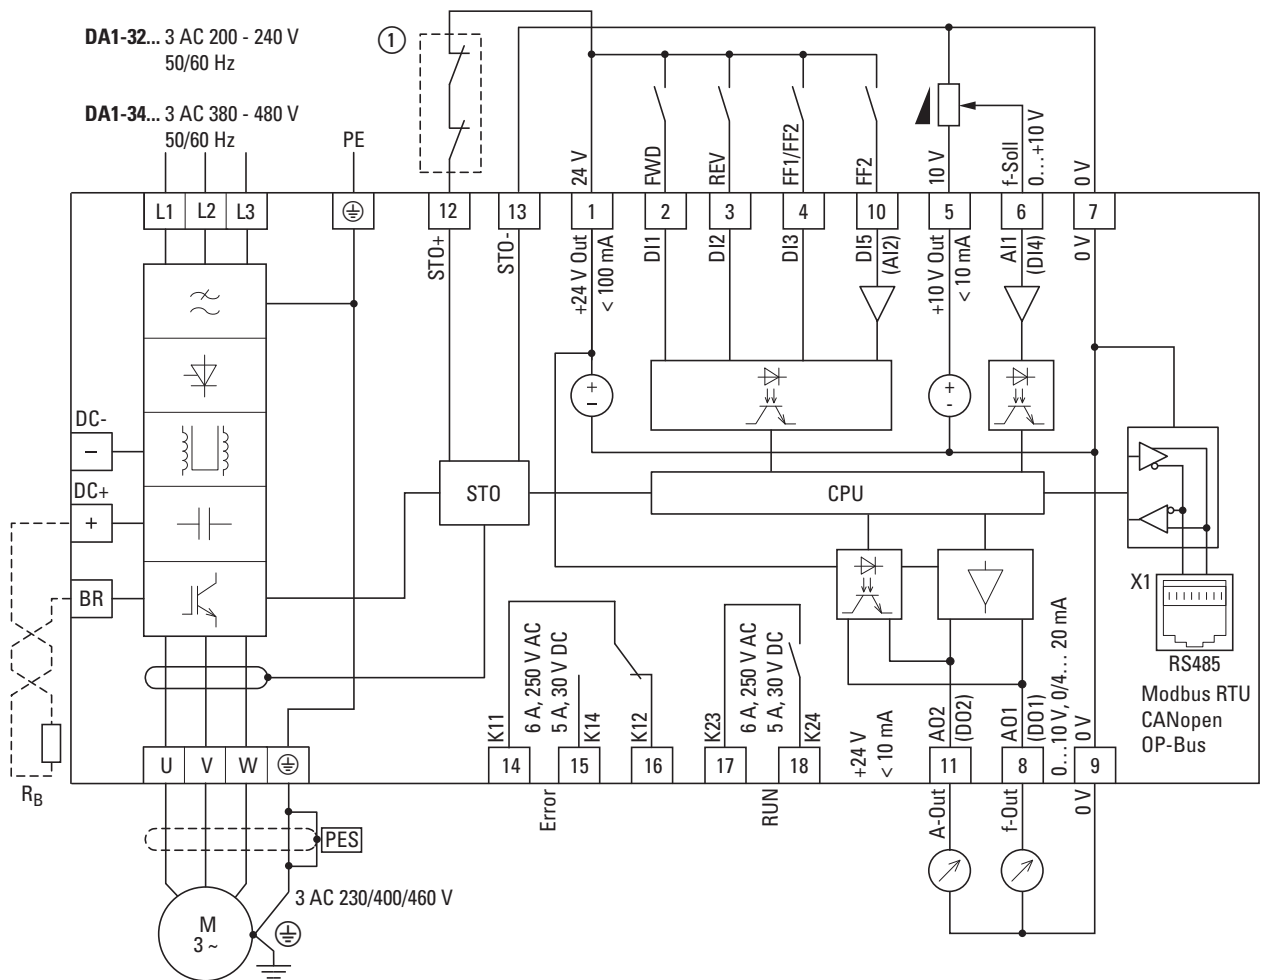 DA1-32... 3 AC 200 - 240 V
50/60 Hz
DA1-34... 3 AC 380 - 480 V
50/60 Hz
PE
1
24 V
FWD
REV
FF1/FF2
FF2
10 V
f-Soll
0…+10 V
0 V
L1
L2
L3
12
13
1
2
3
4
10
5
6
7
STO+
STO-
+24 V Out
< 100 mA
DI1
DI2
DI3
DI5
(AI2)
+10 V Out
< 10 mA
AI1
(DI4)
0 V
+
–
+
-
DC-
–
DC+
+
BR
STO
CPU
X1
RS485
Modbus RTU
CANopen
OP-Bus
K11
6 A, 250 V AC
5 A, 30 V DC
K14
K12
K23
6 A, 250 V AC
5 A, 30 V DC
K24
+24 V
< 10 mA
AO2
(DO2)
AO1
(DO1)
0…10 V, 0/4… 20 mA
0 V
U
V
W
14
15
16
17
18
11
8
9
RB
Error
RUN
A-Out
f-Out
0 V
PES
3 AC 230/400/460 V
M
3 ~